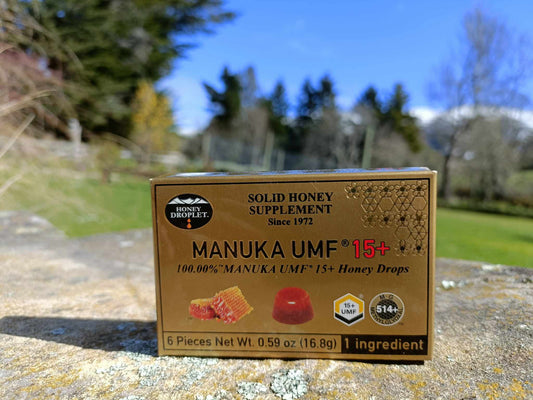 HONEY
DROPLET.
SOLID HONEY
SUPPLEMENT
Since 1972
MANUKA UMF® 15+
100.00%™ MANUKA UMF® 15+ Honey Drops
15+
UMF
514+
6 Pieces Net Wt. 0.59 oz (16.8g)
1 ingredient